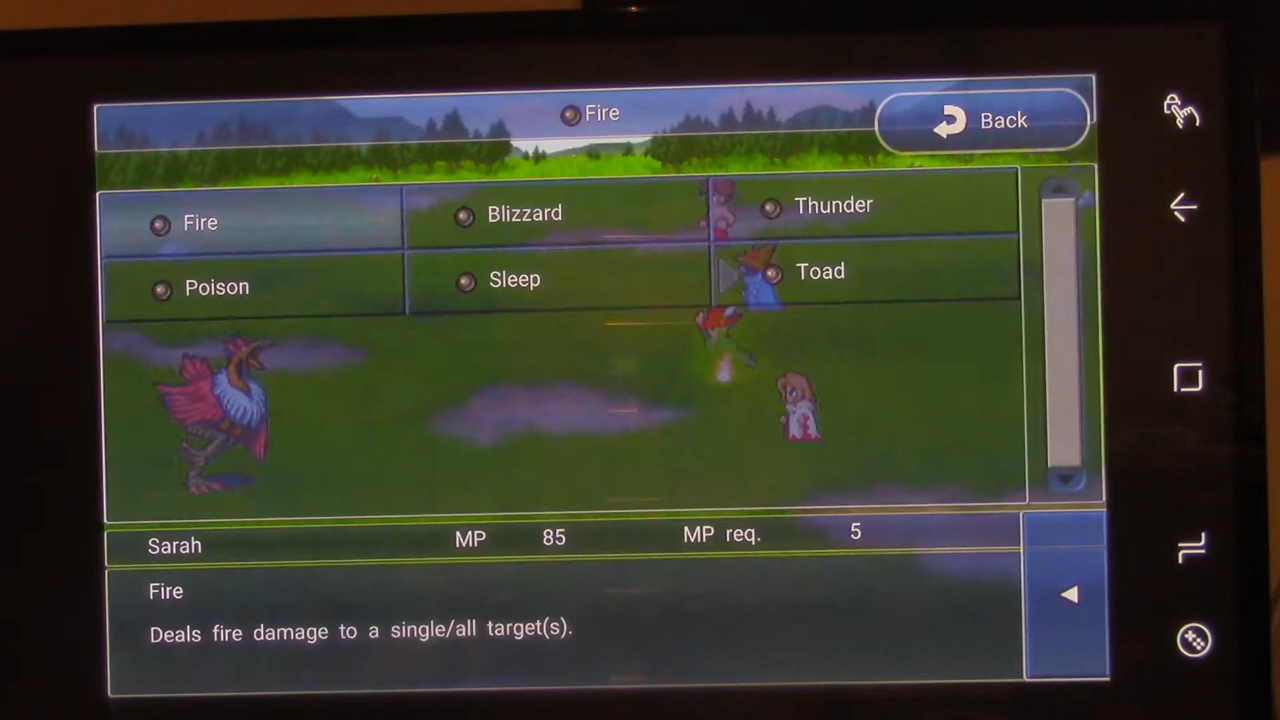 Fire
Back
Fire
Blizzard
Thunder
Poison
Sleep
Toad
Sarah MP 85 MP req. 5
Fire
Deals fire damage to a single/all target(s).